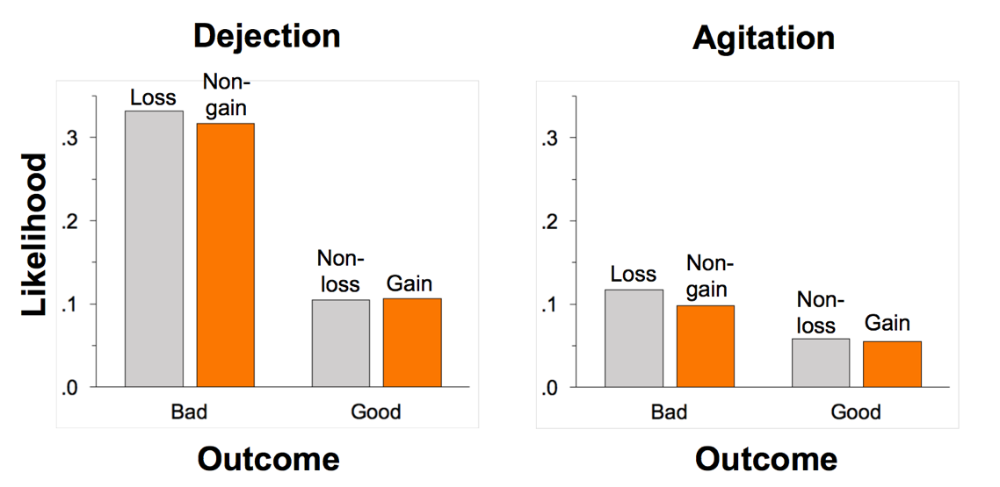 Dejection
Agitation
Likelihood
.3
.2
.1
.0
Loss
Non-
gain
Non-
loss
Gain
Bad
Good
Outcome
.3
.2
.1
.0
Loss
Non-
gain
Non-
loss
Gain
Bad
Good
Outcome